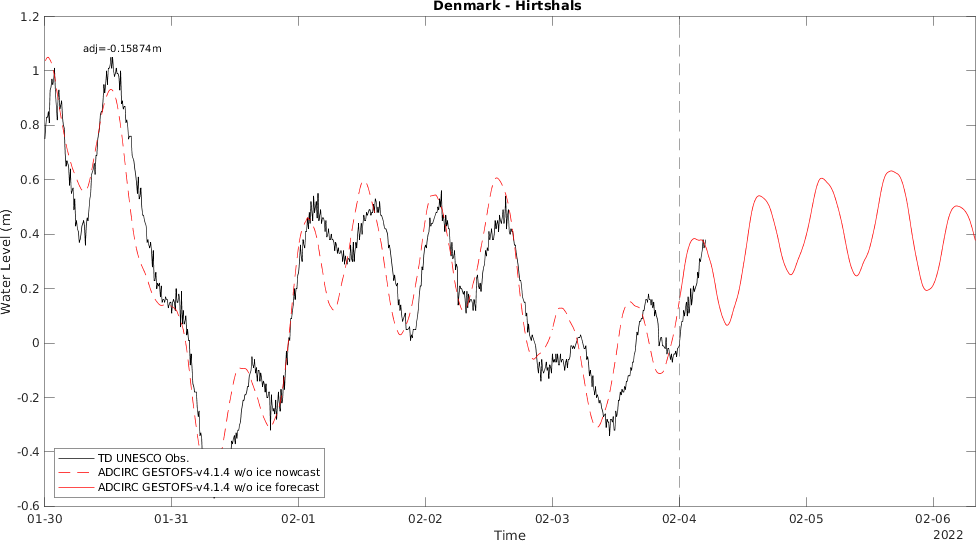 Denmark - Hirtshals
adj=-0.15874m
1.2
1
0.8
0.6
0.4
0.2
0
-0.2
-0.4
-0.6
Water Level (m)
TD UNESCO Obs.
ADCIRC GESTOFS-v4.1.4 w/o ice nowcast
ADCIRC GESTOFS-v4.1.4 w/o ice forecast
01-30 01-31 02-01 02-02 02-03 02-04 02-05 02-06
Time
2022